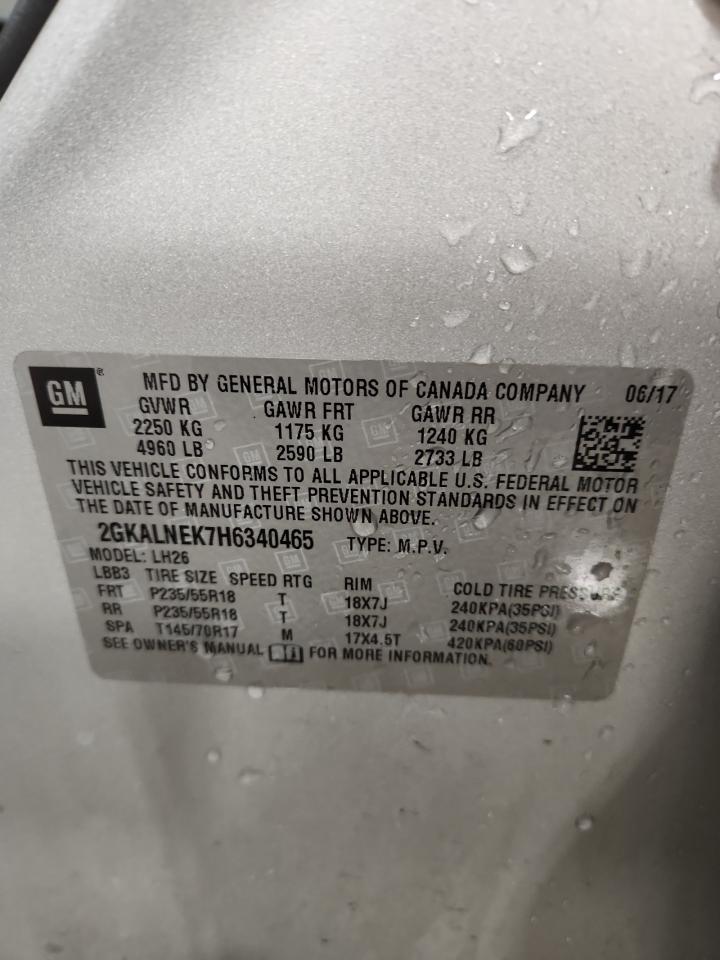 GM®
MFD BY GENERAL MOTORS OF CANADA COMPANY 06/17
GVWR GAWR FRT GAWR RR
2250 KG 1175 KG 1240 KG
4960 LB 2590 LB 2733 LB
THIS VEHICLE CONFORMS TO ALL APPLICABLE U.S. FEDERAL MOTOR
VEHICLE SAFETY AND THEFT PREVENTION STANDARDS IN EFFECT ON
THE DATE OF MANUFACTURE SHOWN ABOVE.
2GKALNEK7H6340465 TYPE: M.P.V.
MODEL: LH26
LBB3 TIRE SIZE SPEED RTG RIM COLD TIRE PRESSURE
FRT P235/55R18 T 18X7J 240KPA(35PSI)
RR P235/55R18 T 18X7J 240KPA(35PSI)
SPA T145/70R17 M 17X4.5T 420KPA(60PSI)
SEE OWNER'S MANUAL FOR MORE INFORMATION.